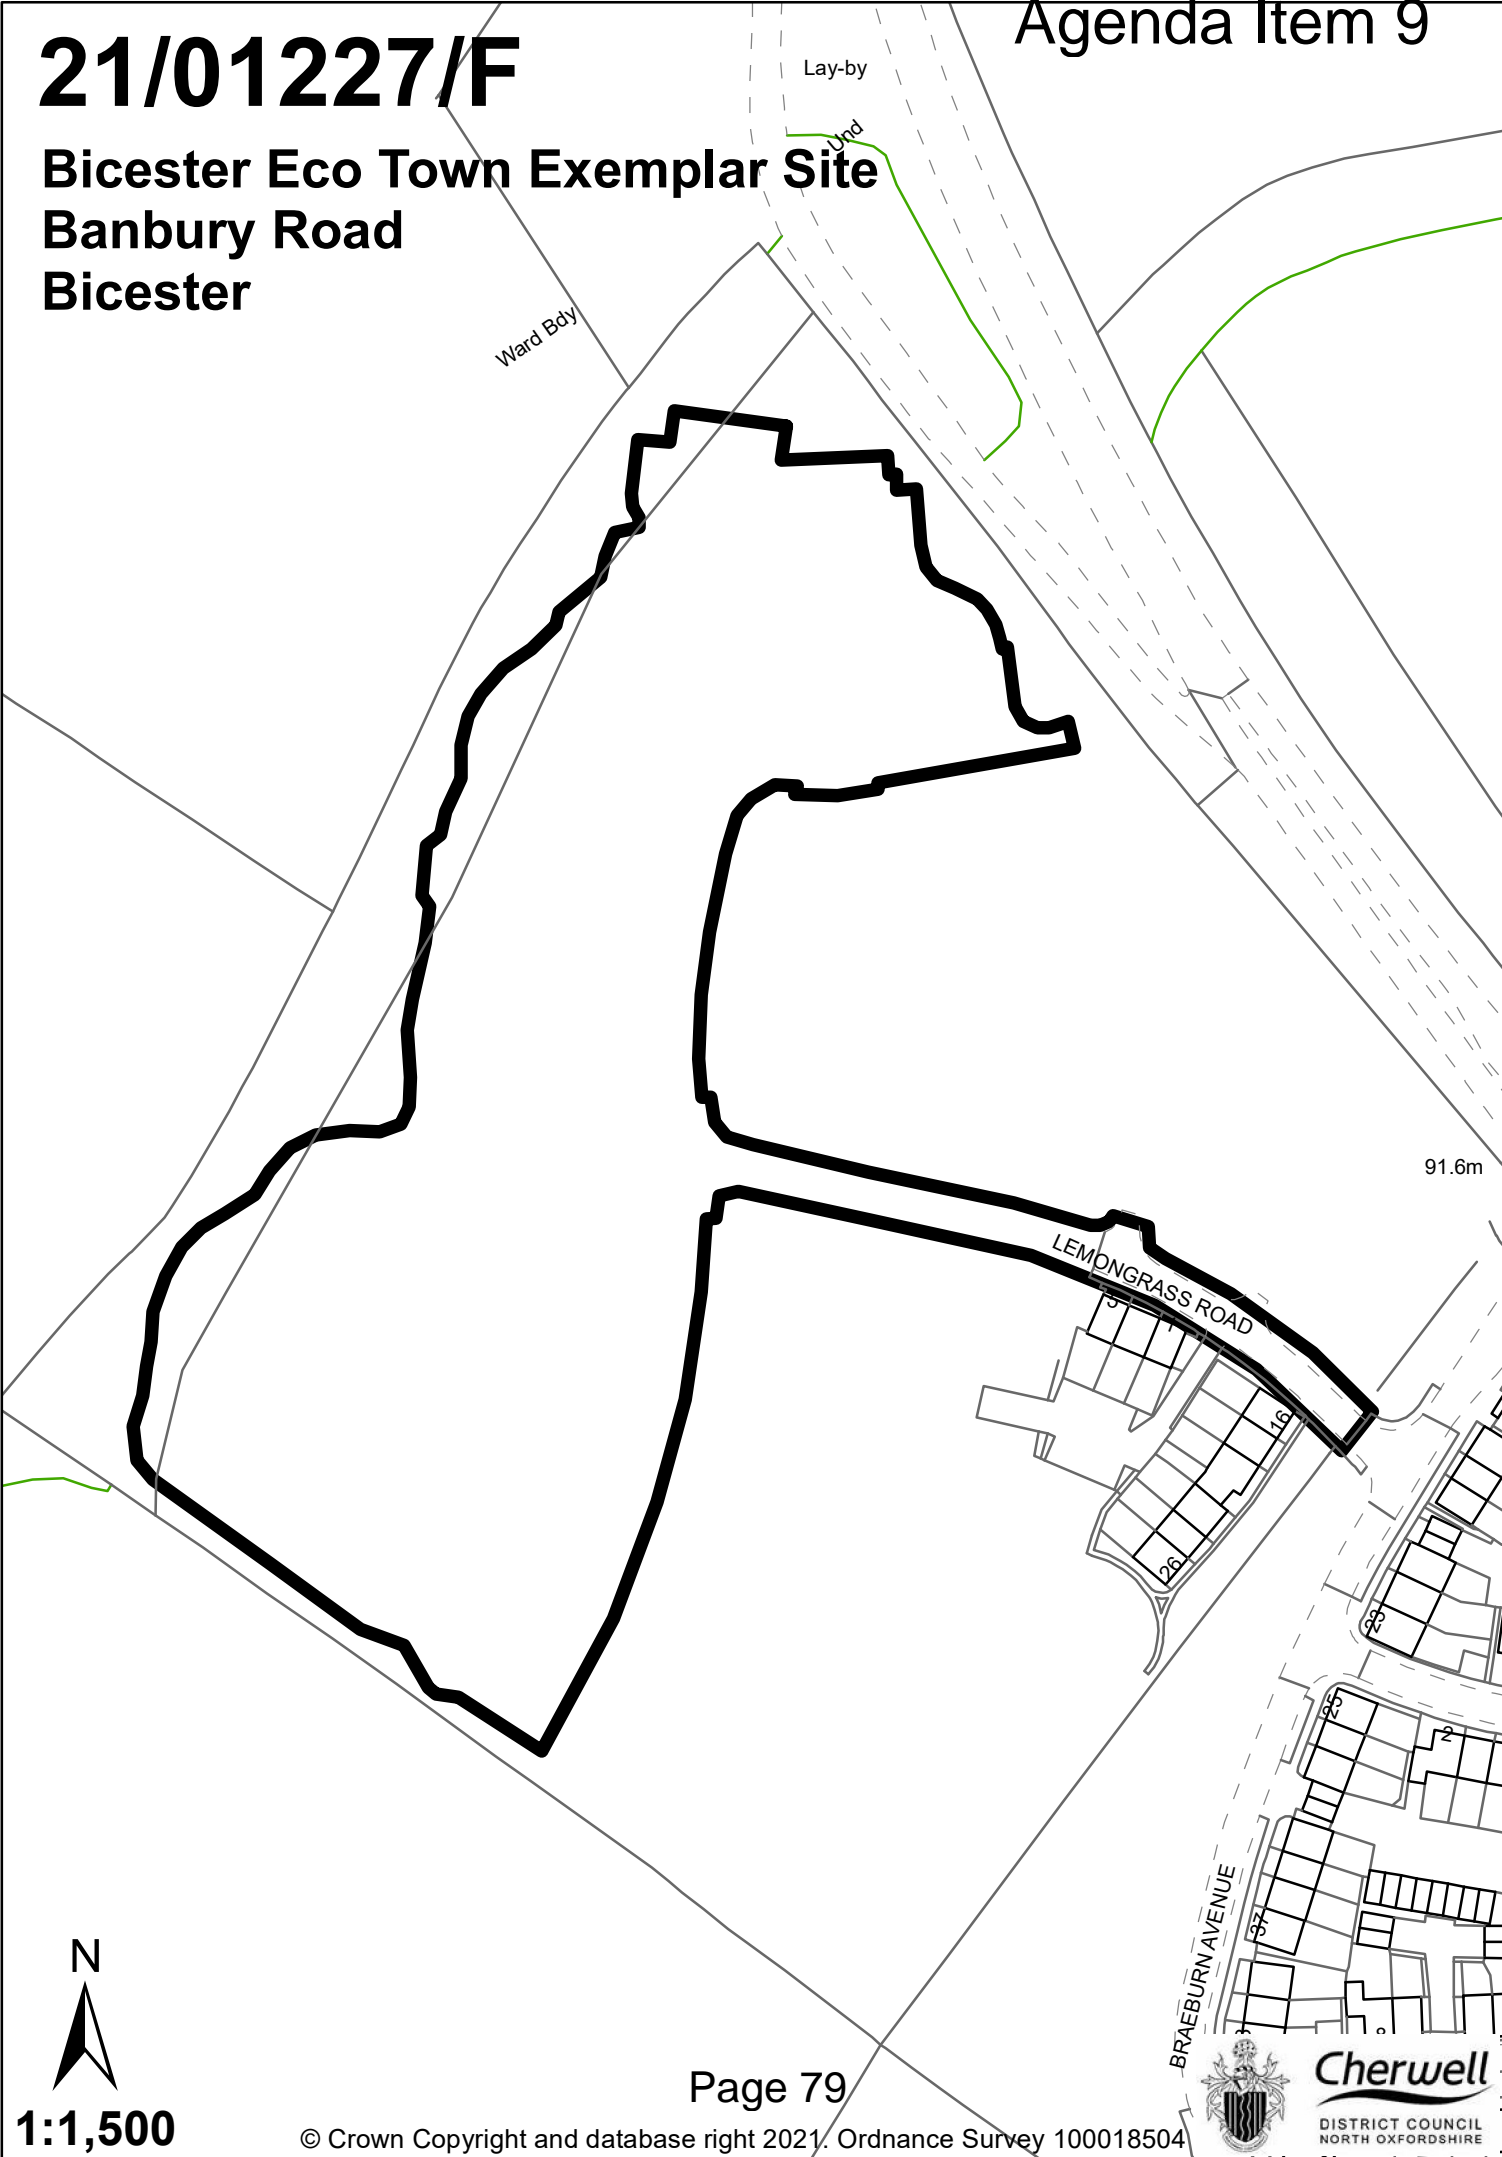 Agenda Item 9
21/01227/F
Bicester Eco Town Exemplar Site
Banbury Road
Bicester
Lay-by
Und
Ward Bdy
91.6m
LEMONGRASS ROAD
5
1
16
26
23
25
2
37
BRAEBURN AVENUE
N
1:1,500
Page 79
© Crown Copyright and database right 2021. Ordnance Survey 100018504
Cherwell
DISTRICT COUNCIL
NORTH OXFORDSHIRE